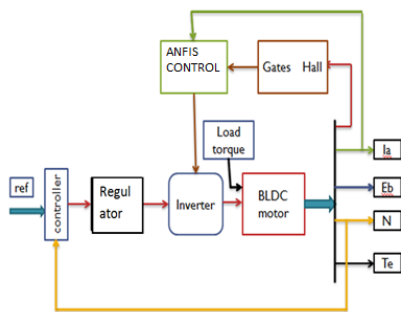 ANFIS
CONTROL
Gates Hall
Load
torque
Ia
ref
controller
Regul
ator
Inverter
BLDC
motor
Eb
N
Te